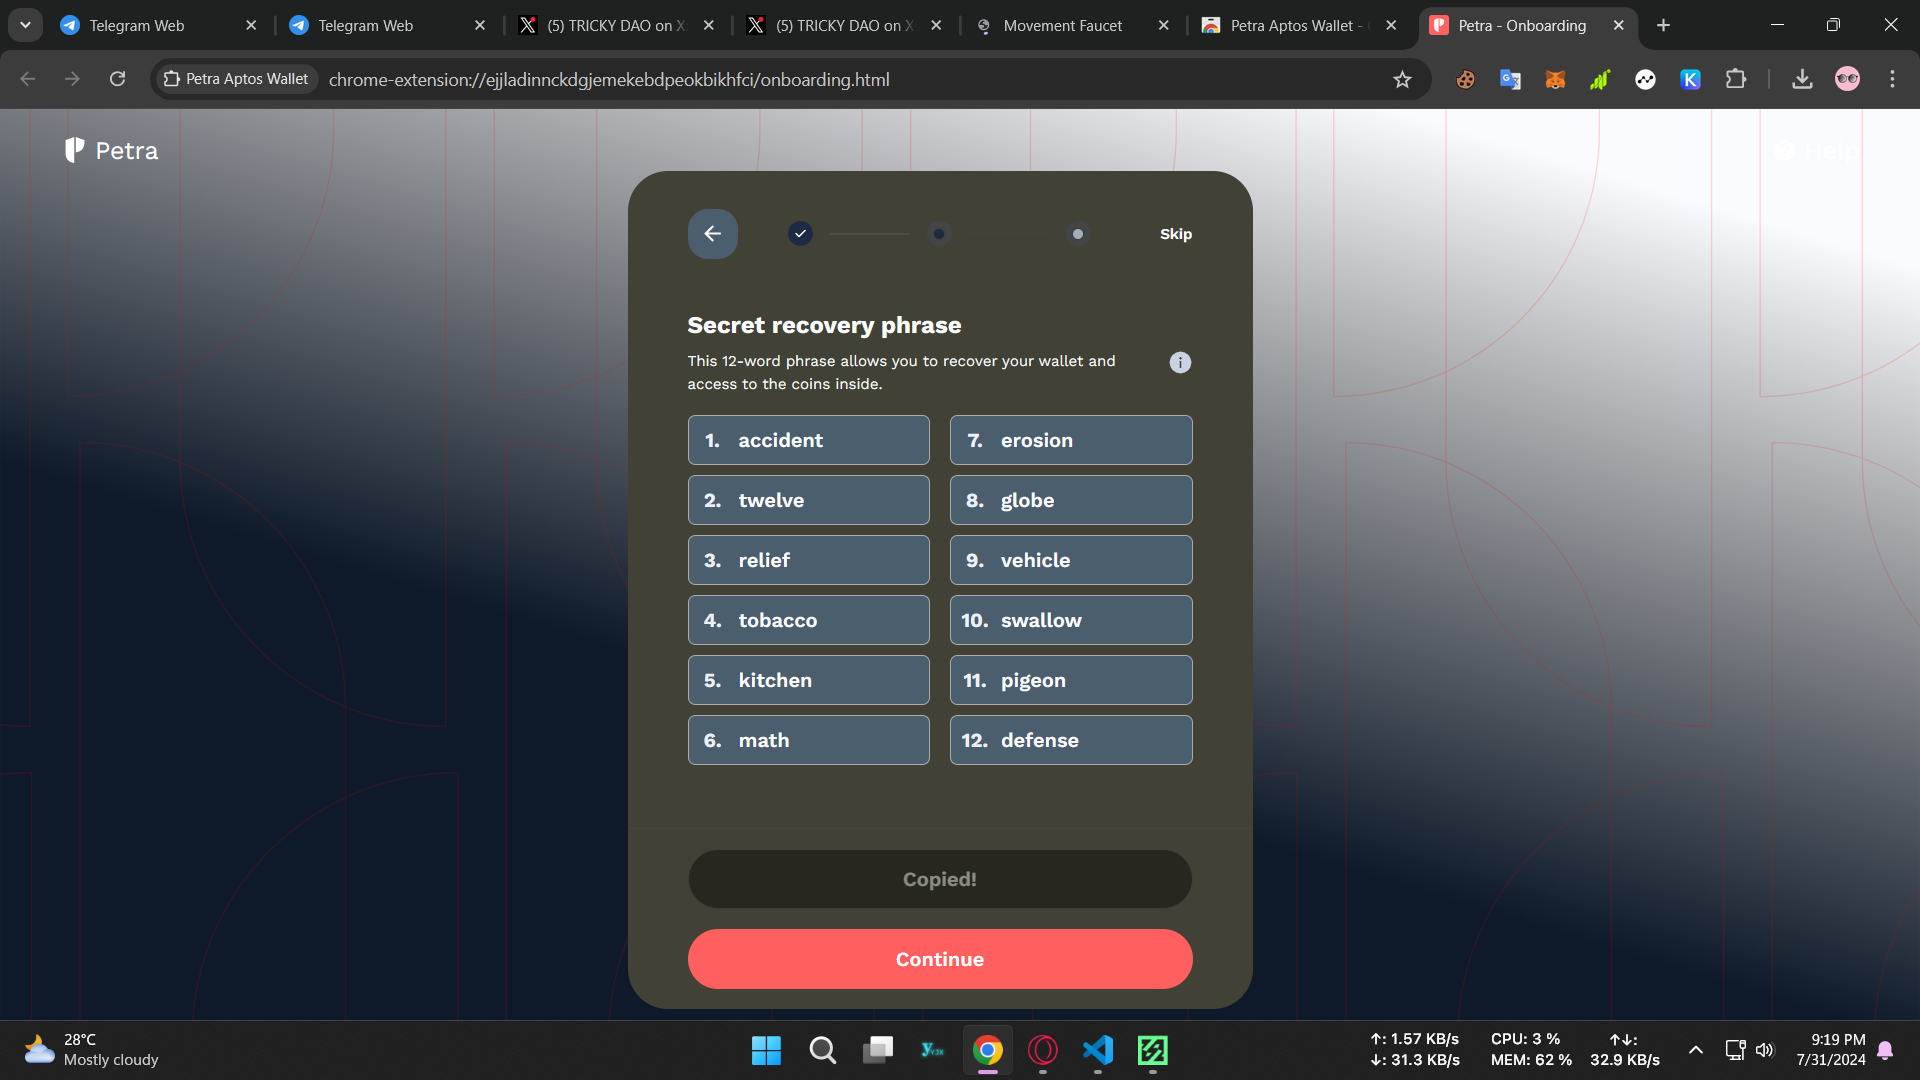 Telegram Web
Telegram Web
(5) TRICKY DAO on X
(5) TRICKY DAO on X
Movement Faucet
Petra Aptos Wallet -
Petra - Onboarding
Petra Aptos Wallet
chrome-extension://ejjladinnckdgjemekebdpeokbikhfci/onboarding.html
Petra
Help
Skip
Secret recovery phrase
This 12-word phrase allows you to recover your wallet and
access to the coins inside.
1. accident
2. twelve
3. relief
4. tobacco
5. kitchen
6. math
7. erosion
8. globe
9. vehicle
10. swallow
11. pigeon
12. defense
Copied!
Continue
28°C
Mostly cloudy
↑: 1.57 KB/s
↓: 31.3 KB/s
CPU: 3 %
MEM: 62 %
↑↓:
32.9 KB/s
9:19 PM
7/31/2024